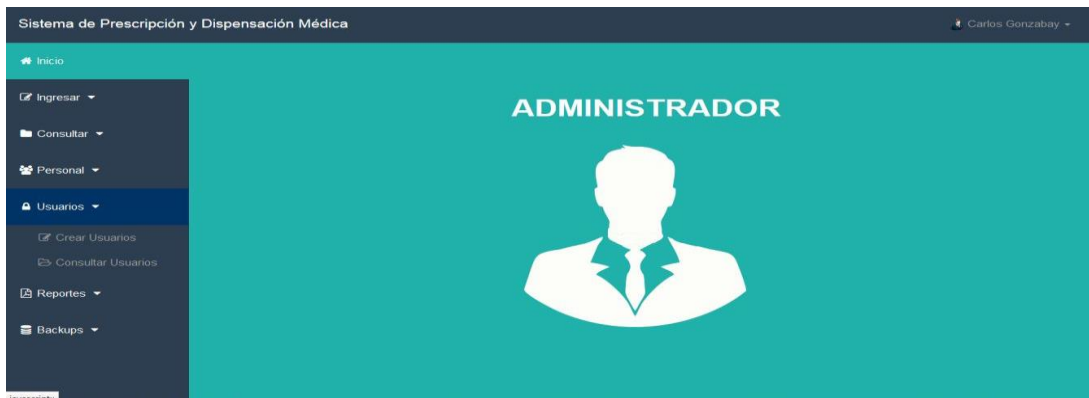 Sistema de Prescripción y Dispensación Médica
Carlos Gonzabay
Inicio
Ingresar
Consultar
Personal
Usuarios
Crear Usuarios
Consultar Usuarios
Reportes
Backups
ADMINISTRADOR